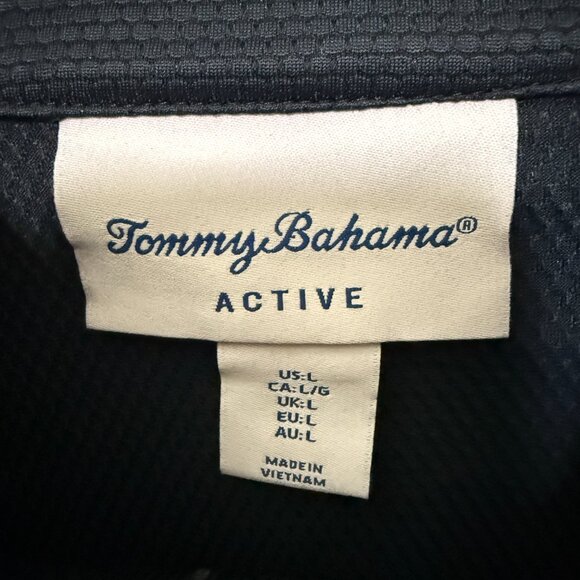 Tommy Bahama®
ACTIVE
US:L
CA:L/G
UK:L
EU:L
AU:L
MADE IN
VIETNAM